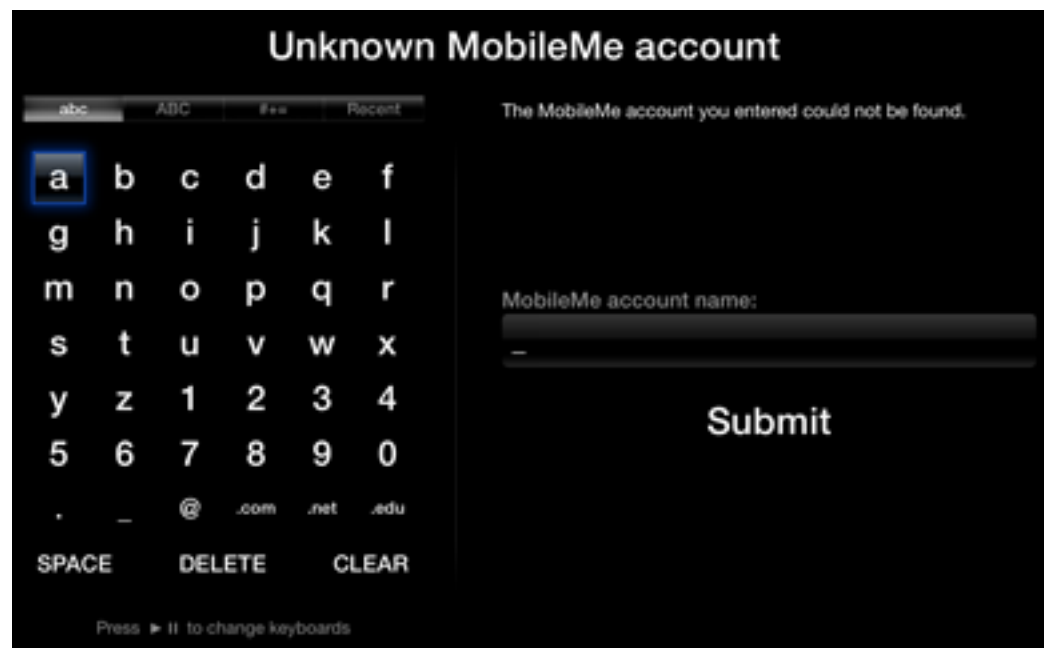 Unknown MobileMe account
abc ABC #+= Recent
The MobileMe account you entered could not be found.
a b c d e f
g h i j k l
m n o p q r
s t u v w x
y z 1 2 3 4
5 6 7 8 9 0
. _ @ .com .net .edu
SPACE DELETE CLEAR
Press ►II to change keyboards
MobileMe account name:
_
Submit